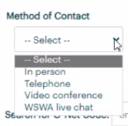 Method of Contact
-- Select --
-- Select --
In person
Telephone
Video conference
WSWA live chat